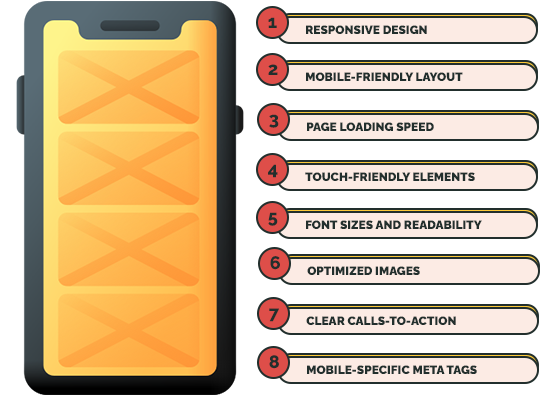 1 RESPONSIVE DESIGN
2 MOBILE-FRIENDLY LAYOUT
3 PAGE LOADING SPEED
4 TOUCH-FRIENDLY ELEMENTS
5 FONT SIZES AND READABILITY
6 OPTIMIZED IMAGES
7 CLEAR CALLS-TO-ACTION
8 MOBILE-SPECIFIC META TAGS